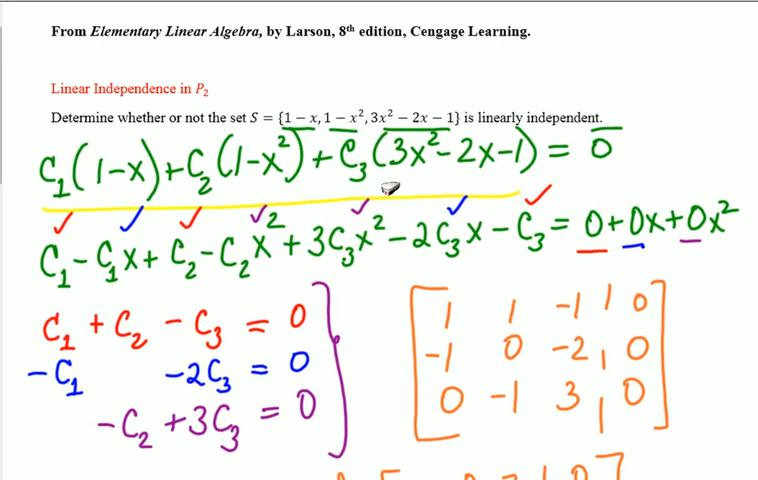 From Elementary Linear Algebra, by Larson, 8th edition, Cengage Learning.
Linear Independence in P₂
Determine whether or not the set S = {1 − x, 1 − x², 3x² − 2x − 1} is linearly independent.
C₁(1-x)+C₂(1-x²)+C₃(3x²-2x-1)=0
C₁-C₁x+C₂-C₂x²+3C₃x²-2C₃x-C₃=0+0x+0x²
C₁+C₂-C₃=0
-C₁ -2C₃=0
-C₂+3C₃=0
1 1 -1 | 0
-1 0 -2 | 0
0 -1 3 | 0